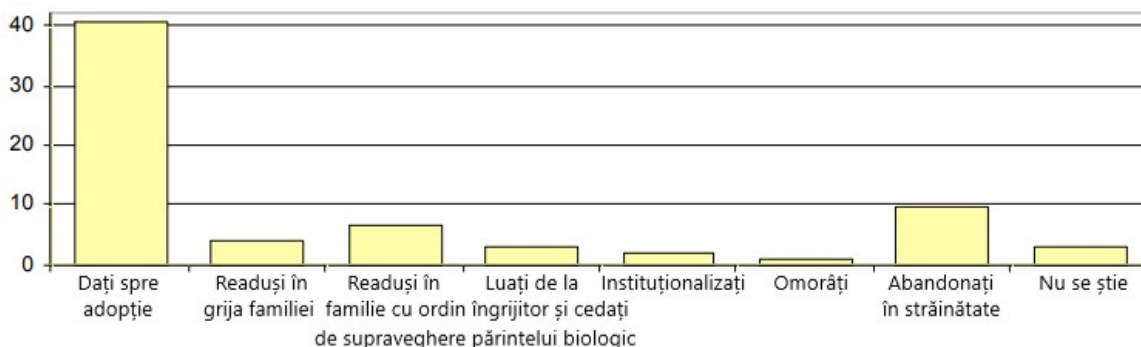 40
30
20
10
0
Dați spre
adopție
Readuși în
grija familiei
Readuși în
familie cu ordin
de supraveghere
Luați de la
îngrijitor și cedați
părintelui biologic
Instituționalizați
Omorâți
Abandonați
în străinătate
Nu se știe